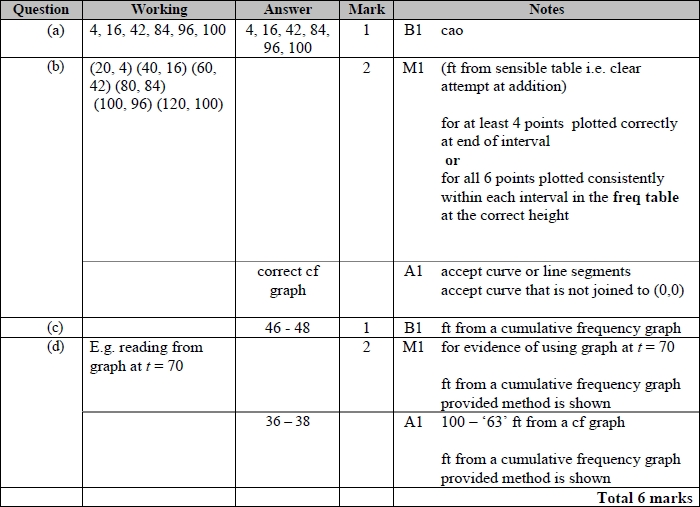 Question Working Answer Mark Notes
(a) 4, 16, 42, 84, 96, 100 4, 16, 42, 84, 1 B1 cao
96, 100
(b) (20, 4) (40, 16) (60, 2 M1 (ft from sensible table i.e. clear
42) (80, 84) attempt at addition)
(100, 96) (120, 100)
for at least 4 points plotted correctly
at end of interval
or
for all 6 points plotted consistently
within each interval in the freq table
at the correct height
correct cf A1 accept curve or line segments
graph accept curve that is not joined to (0,0)
(c) 46 - 48 1 B1 ft from a cumulative frequency graph
(d) E.g. reading from 2 M1 for evidence of using graph at t = 70
graph at t = 70
ft from a cumulative frequency graph
provided method is shown
36 – 38 A1 100 – ‘63’ ft from a cf graph
ft from a cumulative frequency graph
provided method is shown
Total 6 marks